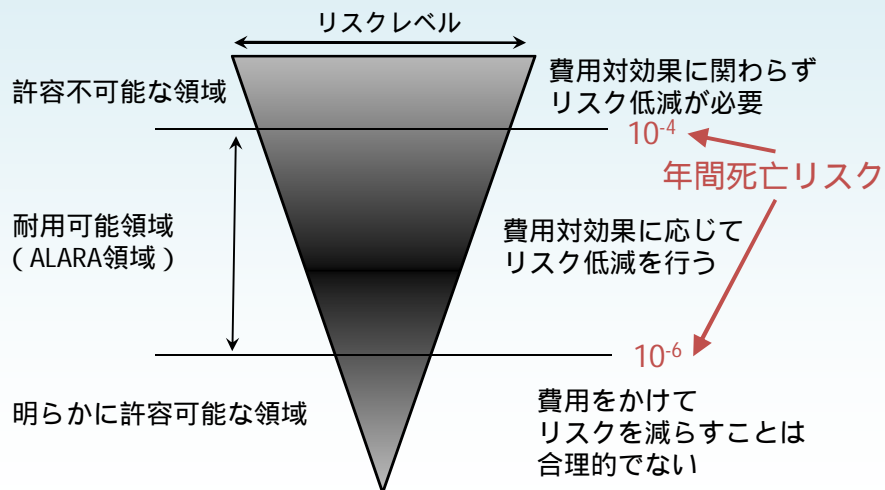 リスクレベル
許容不可能な領域
費用対効果に関わらず
リスク低減が必要
10-4
年間死亡リスク
耐用可能領域
（ALARA領域）
費用対効果に応じて
リスク低減を行う
10-6
明らかに許容可能な領域
費用をかけて
リスクを減らすことは
合理的でない